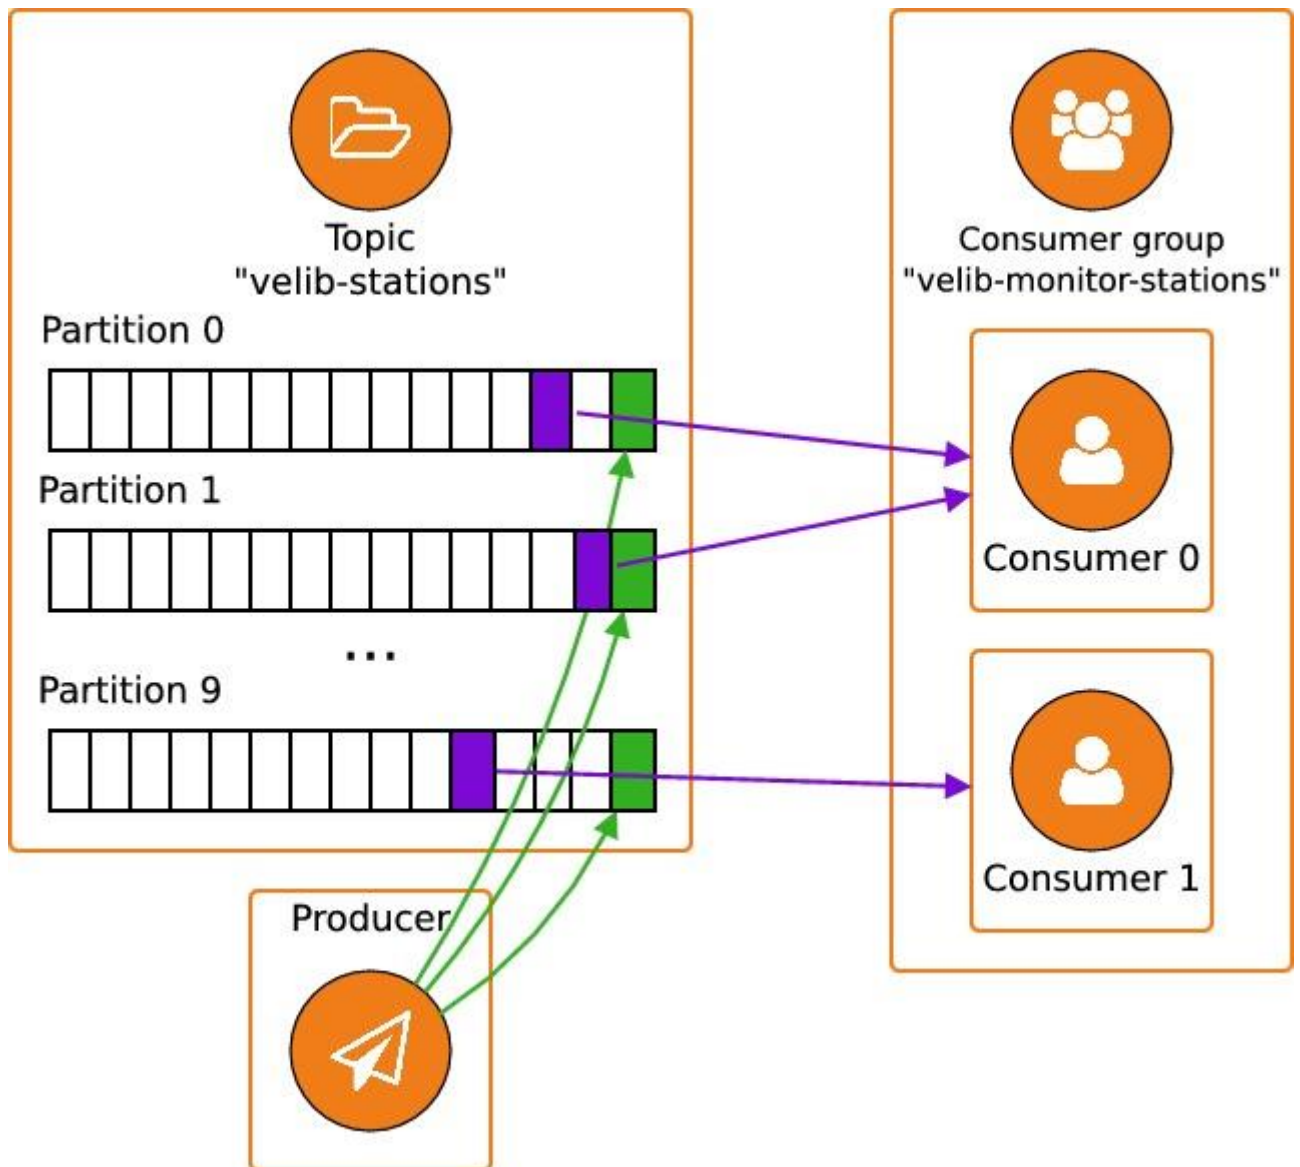 Topic
"velib-stations"
Partition 0
Partition 1
...
Partition 9
Producer
Consumer group
"velib-monitor-stations"
Consumer 0
Consumer 1